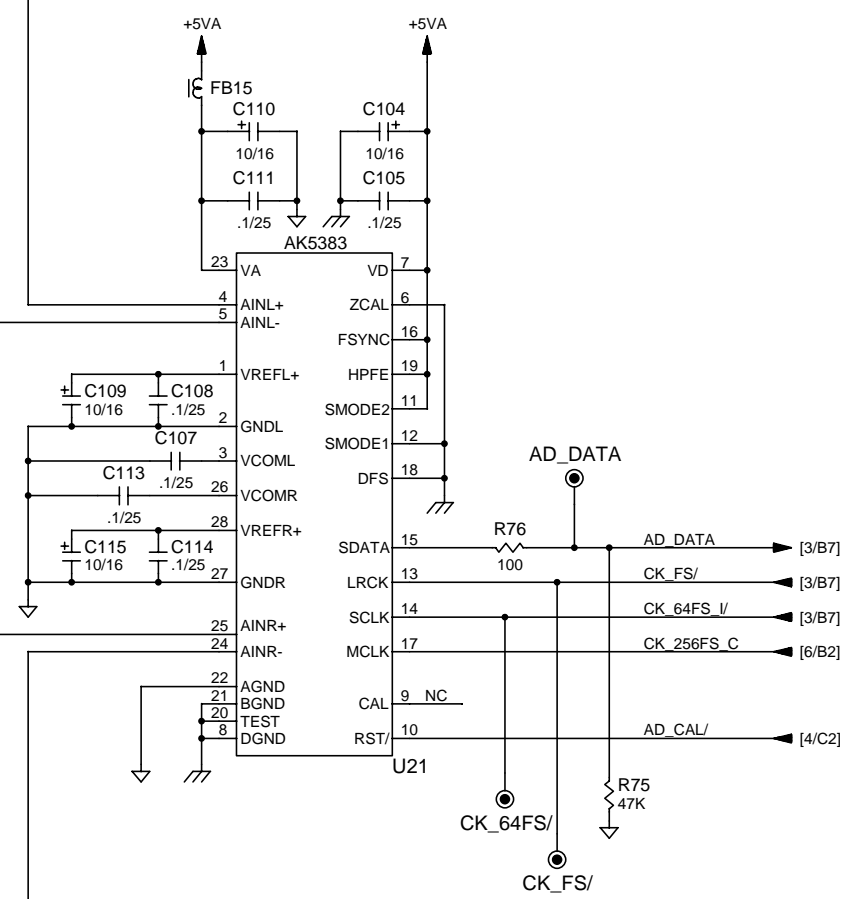 +5VA
+5VA
FB15
C110
+
10/16
C111
.1/25
C104
+
10/16
C105
.1/25
AK5383
23 VA
4 AINL+
5 AINL-
1 VREFL+
2 GNDL
3 VCOML
26 VCOMR
28 VREFR+
27 GNDR
25 AINR+
24 AINR-
22 AGND
21 BGND
20 TEST
8 DGND
+ C109
10/16
C108
.1/25
C107
.1/25
C113
.1/25
+ C115
10/16
C114
.1/25
VD 7
ZCAL 6
FSYNC 16
HPFE 19
SMODE2 11
SMODE1 12
DFS 18
SDATA 15
LRCK 13
SCLK 14
MCLK 17
CAL 9 NC
RST/ 10
U21
AD_DATA
R76
100
AD_DATA [3/B7]
CK_FS/ [3/B7]
CK_64FS_I/ [3/B7]
CK_256FS_C [6/B2]
AD_CAL/ [4/C2]
R75
47K
CK_64FS/
CK_FS/